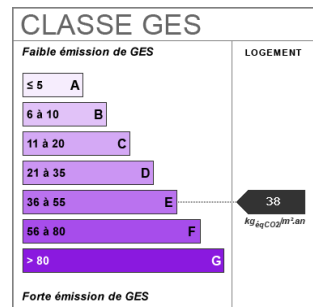 CLASSE GES
Faible émission de GES
LOGEMENT
≤ 5 A
6 à 10 B
11 à 20 C
21 à 35 D
36 à 55 E
38
kgéqCO2/m².an
56 à 80 F
> 80 G
Forte émission de GES